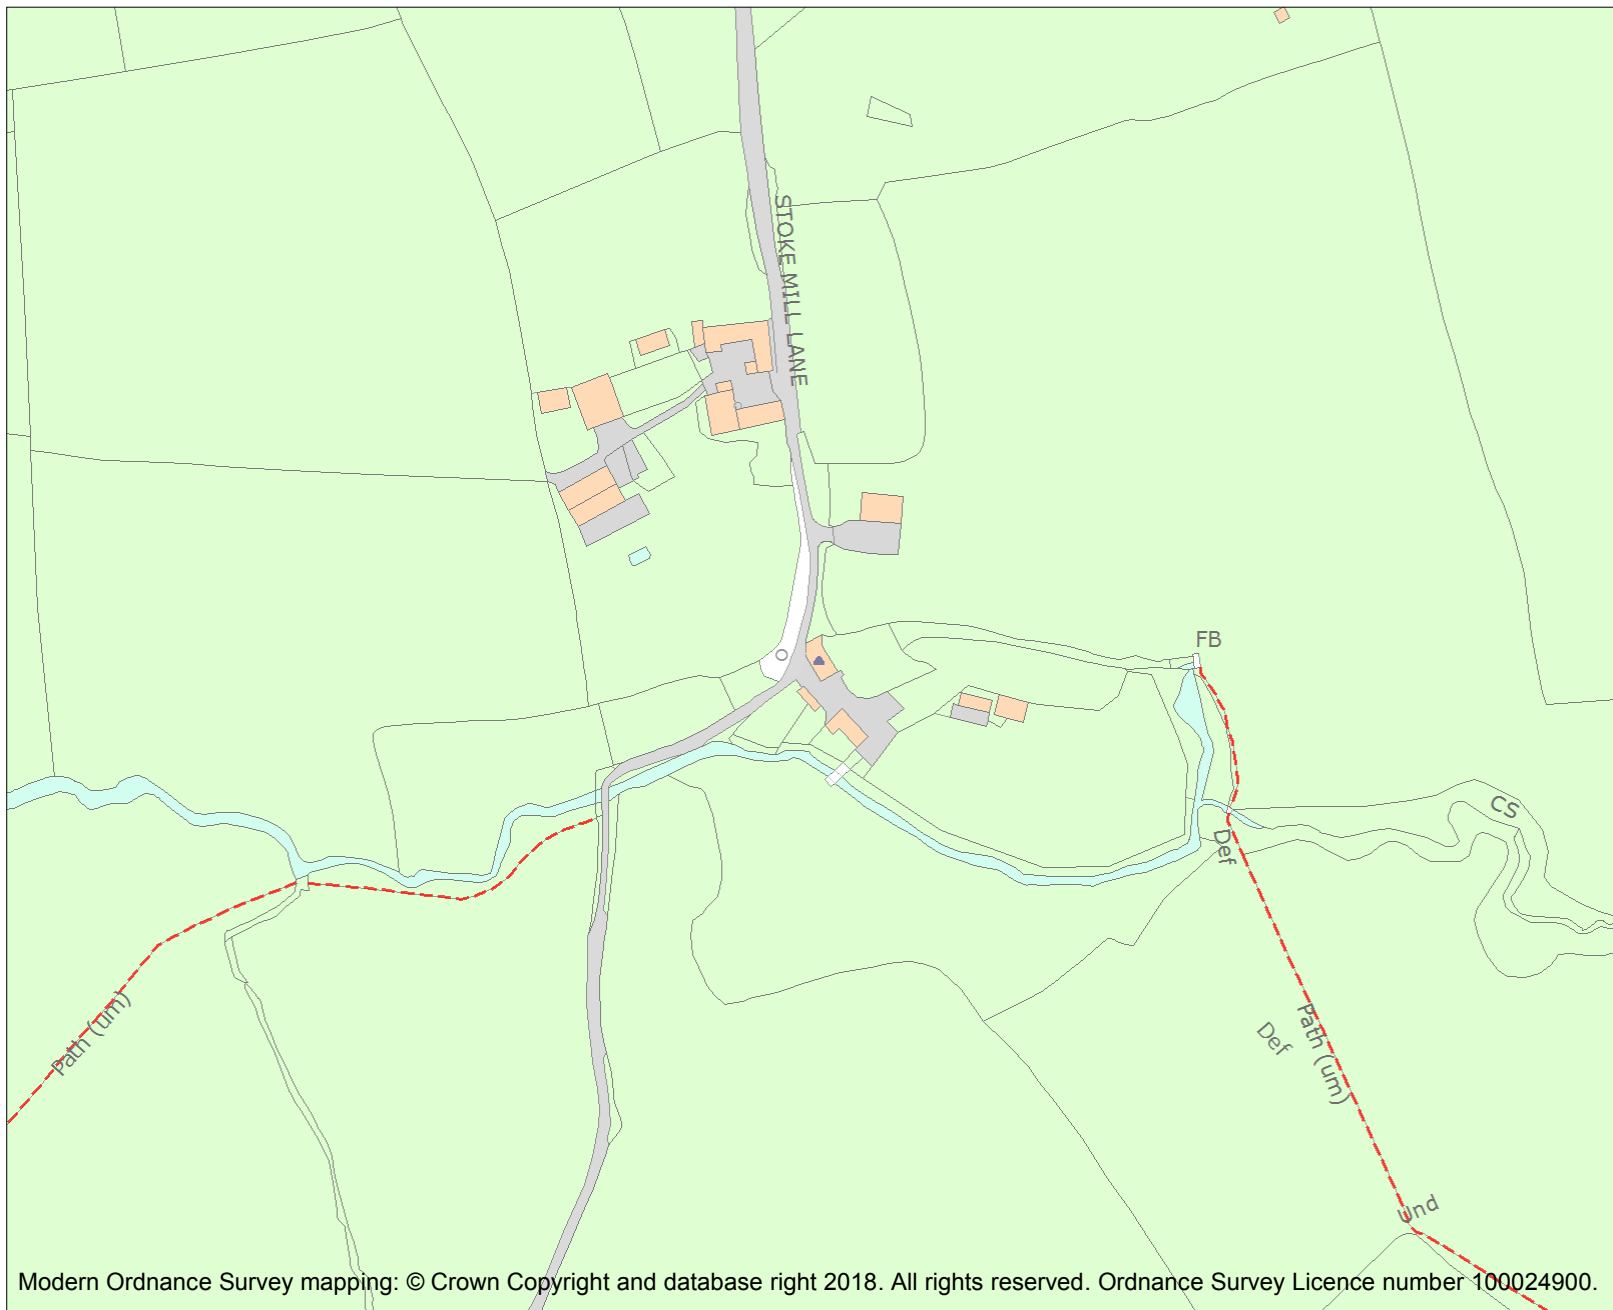 STOKE MILL LANE
FB
CS
Def
Path (um)
Path (um)
Def
Und
Modern Ordnance Survey mapping: © Crown Copyright and database right 2018. All rights reserved. Ordnance Survey Licence number 100024900.